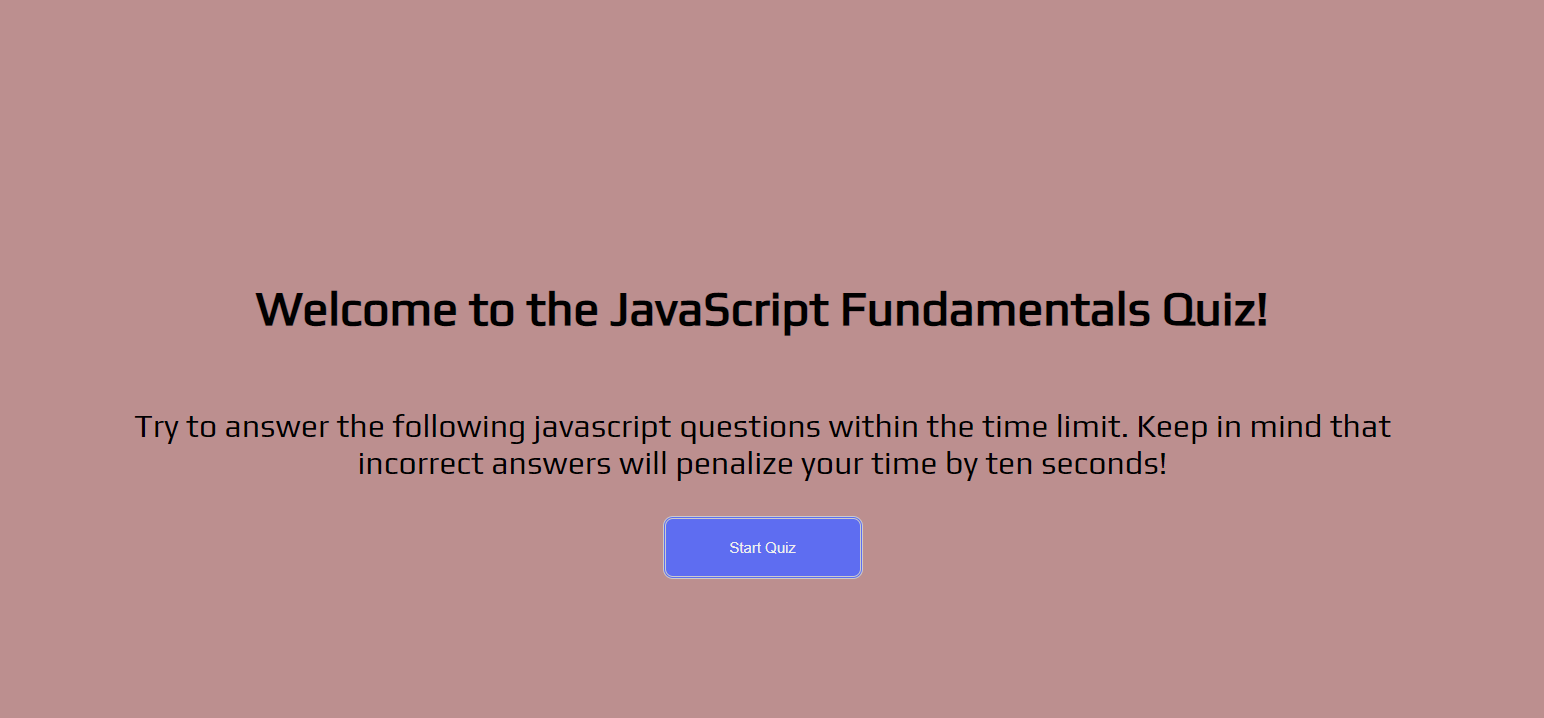 Welcome to the JavaScript Fundamentals Quiz!
Try to answer the following javascript questions within the time limit. Keep in mind that
incorrect answers will penalize your time by ten seconds!
Start Quiz